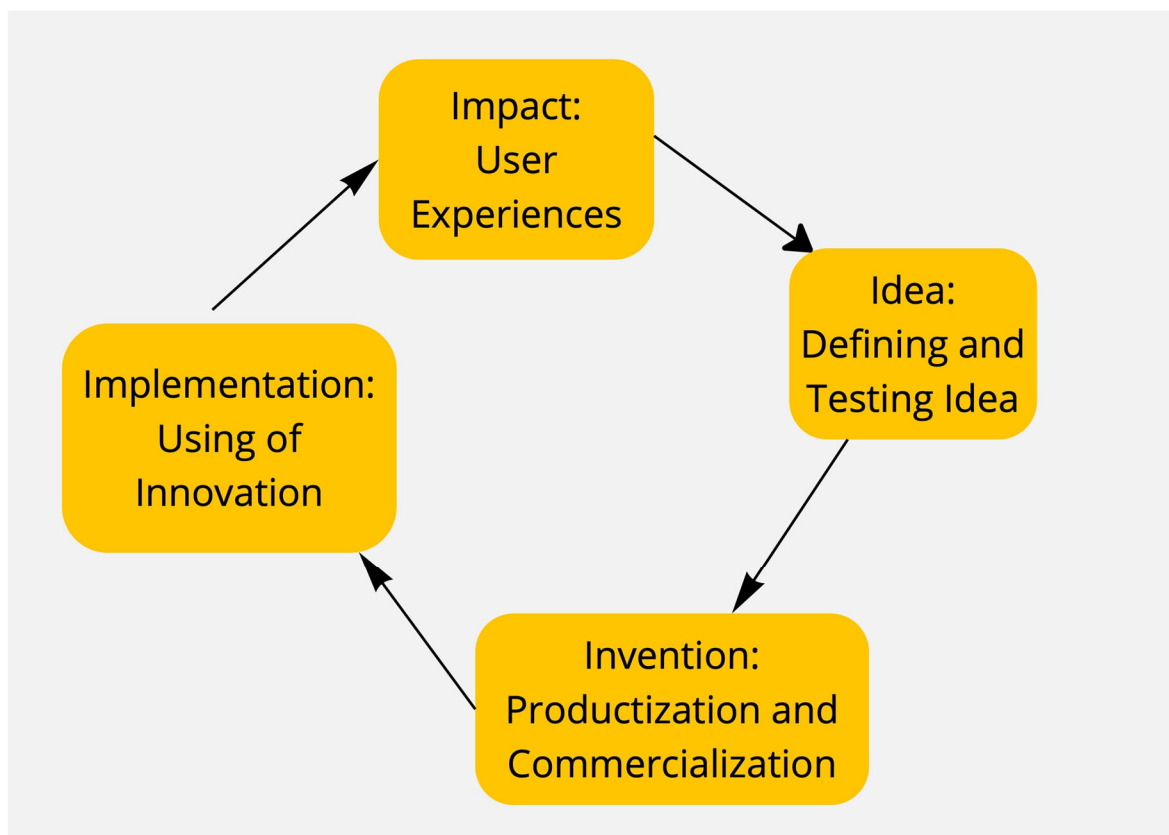 Impact:
User
Experiences
Idea:
Defining and
Testing Idea
Implementation:
Using of
Innovation
Invention:
Productization and
Commercialization